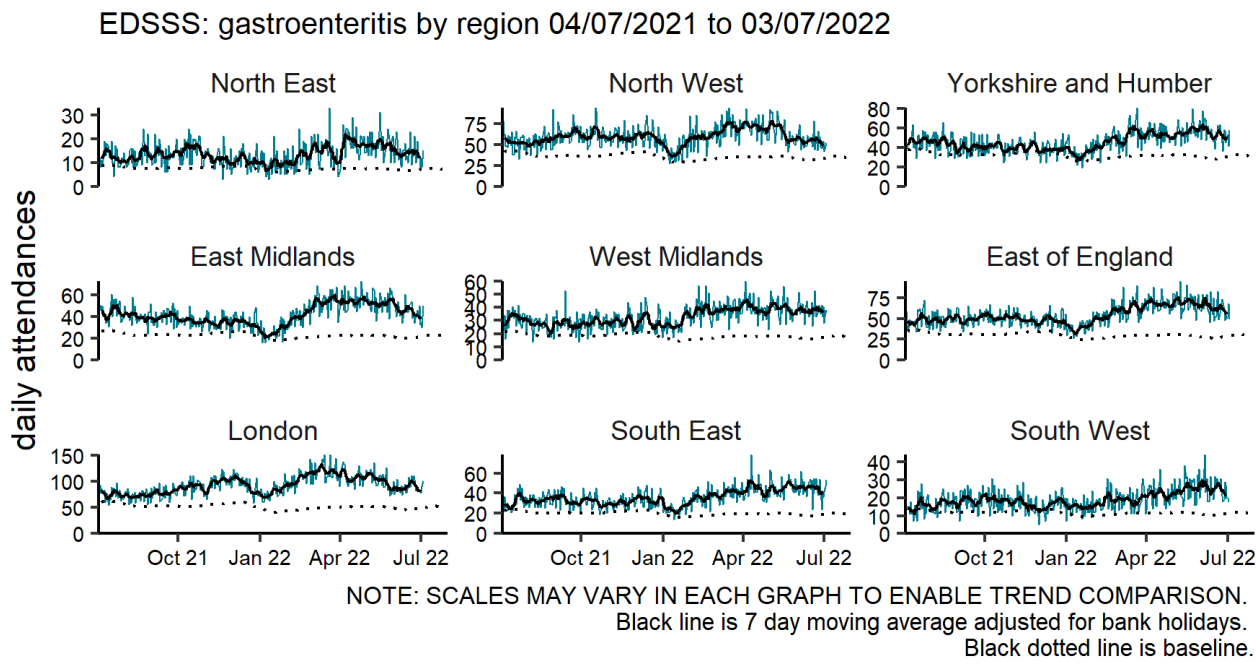 EDSSS: gastroenteritis by region 04/07/2021 to 03/07/2022
daily attendances
North East
30
20
10
0
North West
75
50
25
0
Yorkshire and Humber
80
60
40
20
0
East Midlands
60
40
20
0
West Midlands
60
50
40
30
20
10
0
East of England
75
50
25
0
London
150
100
50
0
Oct 21 Jan 22 Apr 22 Jul 22
South East
60
40
20
0
Oct 21 Jan 22 Apr 22 Jul 22
South West
40
30
20
10
0
Oct 21 Jan 22 Apr 22 Jul 22
NOTE: SCALES MAY VARY IN EACH GRAPH TO ENABLE TREND COMPARISON.
Black line is 7 day moving average adjusted for bank holidays.
Black dotted line is baseline.